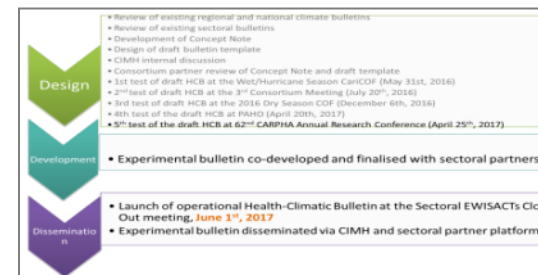 • Review of existing regional and national climate bulletins
• Review of existing sectoral bulletins
• Development of Concept Note
• Design of draft bulletin template
• CIMH internal discussion
• Consortium partner review of Concept Note and draft template
• 1st test of draft HCB at the Wet/Hurricane Season CariCOF (May 31st, 2016)
• 2nd test of draft HCB at the 3rd Consortium Meeting (July 20th, 2016)
• 3rd test of draft HCB at the 2016 Dry Season COF (December 6th, 2016)
• 4th test of the draft HCB at PAHO (April 20th, 2017)
• 5th test of the draft HCB at 62nd CARPHA Annual Research Conference (April 25th, 2017)
Design
Development
• Experimental bulletin co-developed and finalised with sectoral partners
Disseminatio
n
• Launch of operational Health-Climatic Bulletin at the Sectoral EWISACTs Clo
Out meeting, June 1st, 2017
• Experimental bulletin disseminated via CIMH and sectoral partner platform